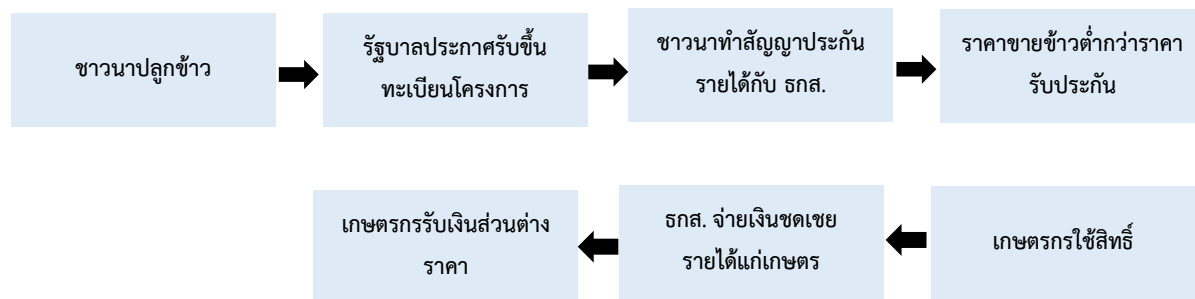 ชาวนาปลูกข้าว
รัฐบาลประกาศรับขึ้น
ทะเบียนโครงการ
ชาวนาทำสัญญาประกัน
รายได้กับ ธกส.
ราคาขายข้าวต่ำกว่าราคา
รับประกัน
เกษตรกรใช้สิทธิ์
ธกส. จ่ายเงินชดเชย
รายได้แก่เกษตร
เกษตรกรรับเงินส่วนต่าง
ราคา